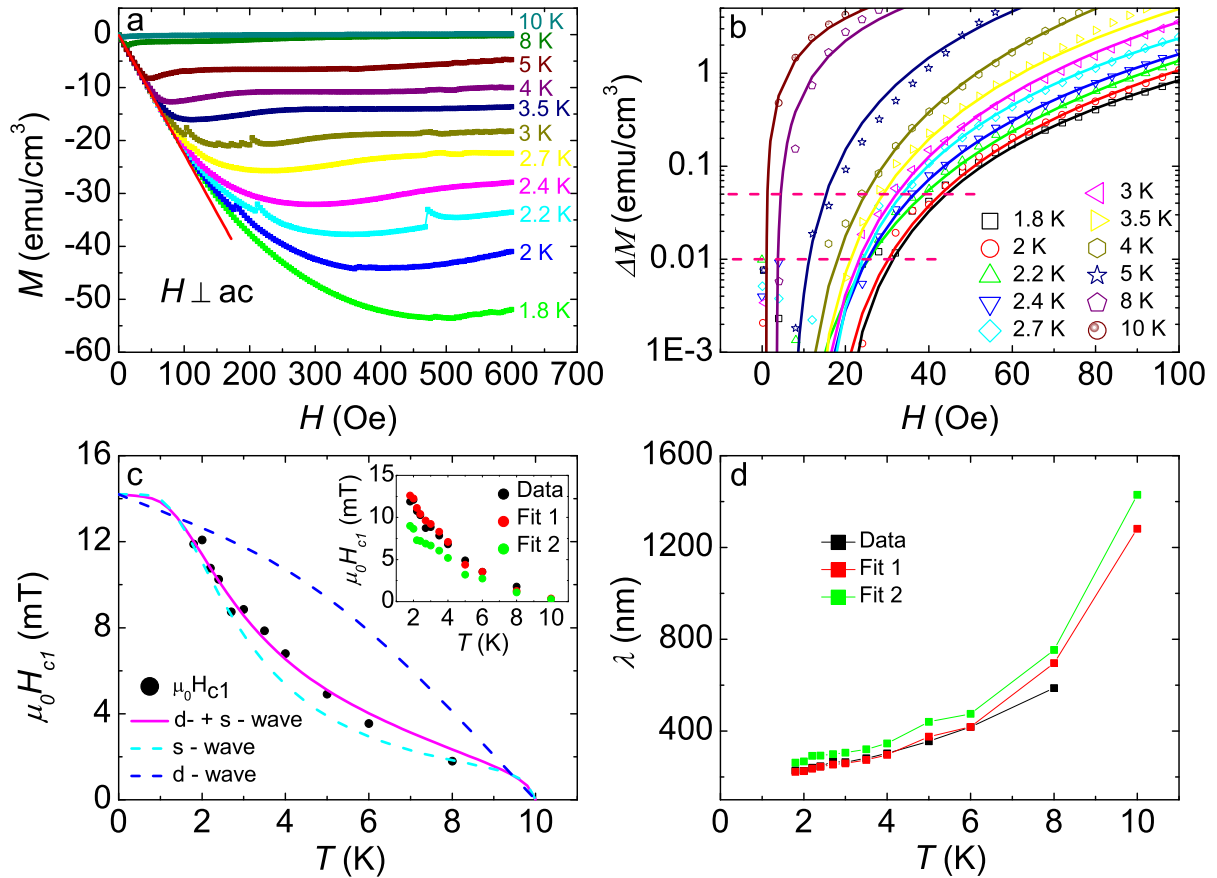 a
M (emu/cm³)
0
-10
-20
-30
-40
-50
-60
10 K
8 K
5 K
4 K
3.5 K
3 K
2.7 K
2.4 K
2.2 K
2 K
1.8 K
H ⊥ ac
0 100 200 300 400 500 600 700
H (Oe)
b
ΔM (emu/cm³)
1
0.1
0.01
1E-3
1.8 K
2 K
2.2 K
2.4 K
2.7 K
3 K
3.5 K
4 K
5 K
8 K
10 K
0 20 40 60 80 100
H (Oe)
c
μ₀Hc1 (mT)
16
12
8
4
0
μ₀Hc1
d- + s - wave
s - wave
d - wave
15
10
5
0
μ₀Hc1 (mT)
Data
Fit 1
Fit 2
2 4 6 8 10
T (K)
0 2 4 6 8 10
T (K)
d
λ (nm)
1600
1200
800
400
Data
Fit 1
Fit 2
0 2 4 6 8 10
T (K)